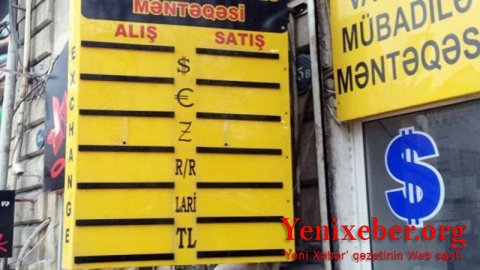 MƏNTƏQƏSİ
ALIŞ SATIŞ
EXCHANGE
$
€
Z
R/R
LARİ
TL
MÜBADİLƏ
MƏNTƏQƏSİ
$
Yenixeber.org
'Yeni Xəbər' qəzetinin Web saytı